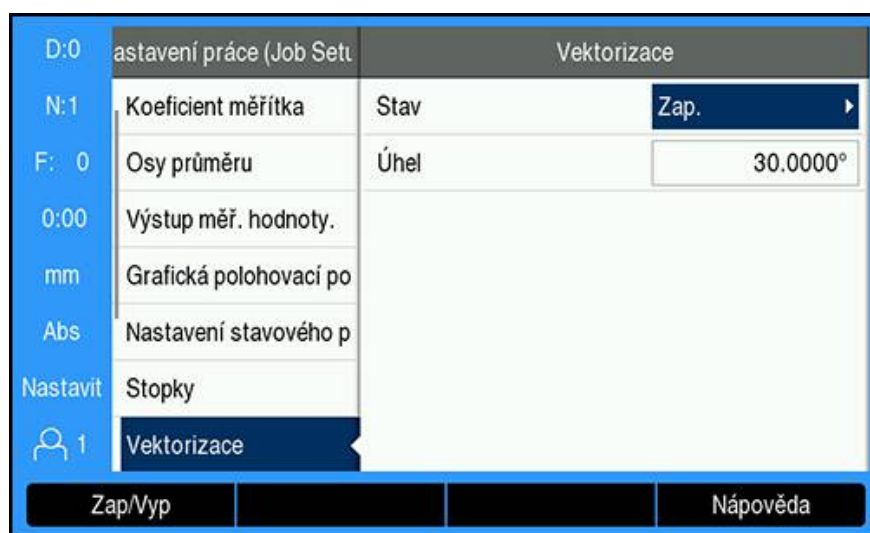 D:0 astavení práce (Job Setu Vektorizace
N:1 Koeficient měřítka Stav Zap.
F: 0 Osy průměru Úhel 30.0000°
0:00 Výstup měř. hodnoty.
mm Grafická polohovací po
Abs Nastavení stavového p
Nastavit Stopky
1 Vektorizace
Zap/Vyp Nápověda